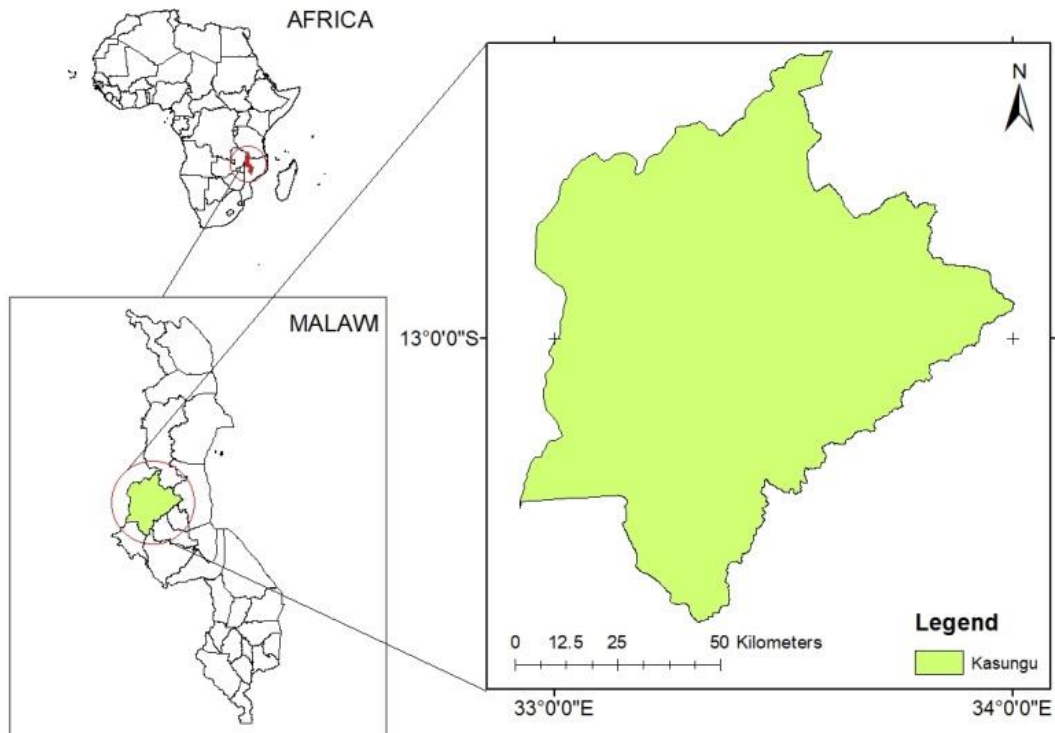 AFRICA
MALAWI
N
13°0'0"S
Legend
0 12.5 25 50 Kilometers
Kasungu
33°0'0"E 34°0'0"E